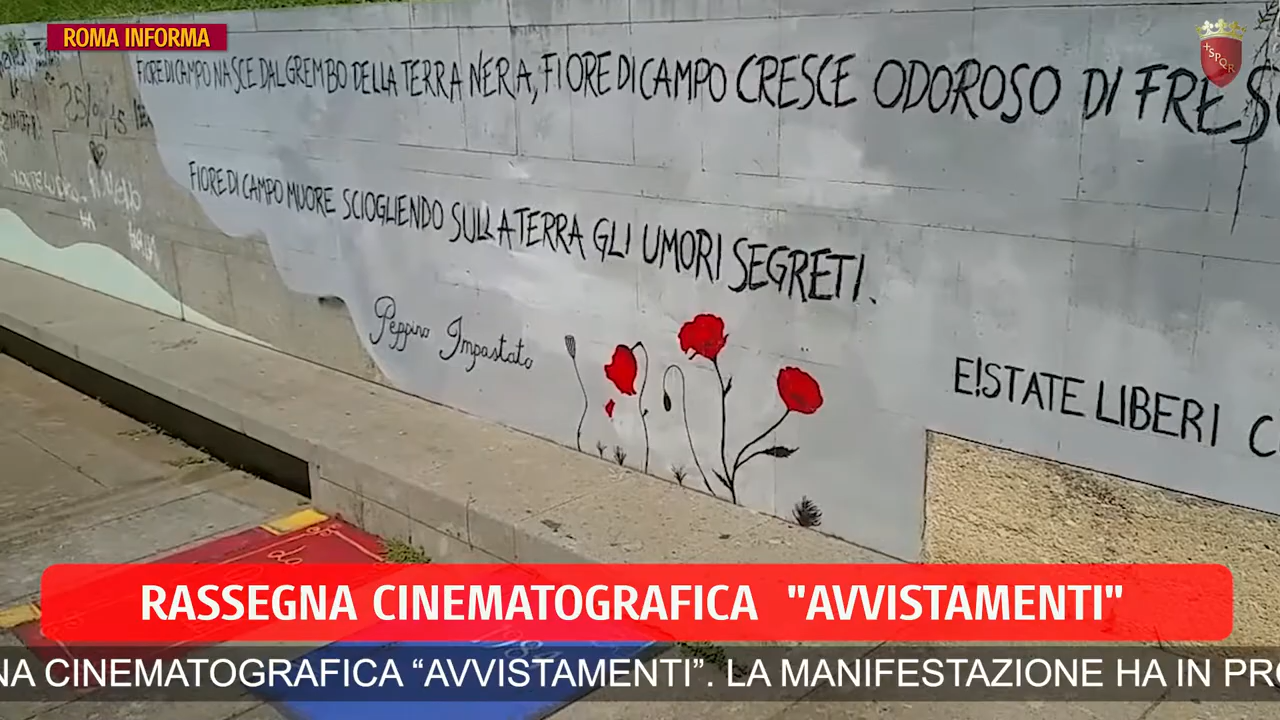 ROMA INFORMA
SPQR
FIORE DI CAMPO NASCE DAL GREMBO DELLA TERRA NERA, FIORE DI CAMPO CRESCE ODOROSO DI FRES
FIORE DI CAMPO MUORE SCIOGLIENDO SULLA TERRA GLI UMORI SEGRETI.
Peppino Impastato
E!STATE LIBERI C
RASSEGNA CINEMATOGRAFICA "AVVISTAMENTI"
NA CINEMATOGRAFICA “AVVISTAMENTI”. LA MANIFESTAZIONE HA IN PRO